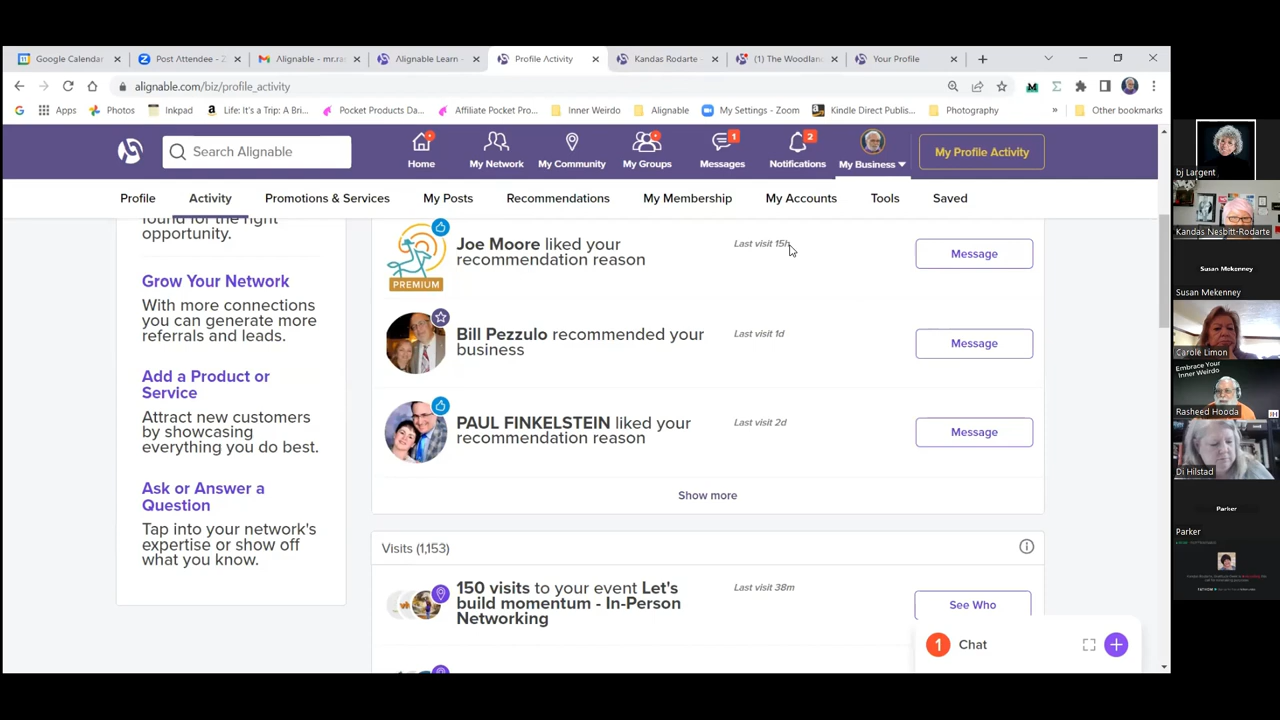 Google Calendar
Post Attendee - Z
Alignable - mr.ras
Alignable Learn -
Profile Activity
Kandas Rodarte -
(1) The Woodlanc
Your Profile
alignable.com/biz/profile_activity
Apps
Photos
Inkpad
Life: It's a Trip: A Bri...
Pocket Products Da...
Affiliate Pocket Pro...
Inner Weirdo
Alignable
My Settings - Zoom
Kindle Direct Publis...
Photography
»
Other bookmarks
Search Alignable
Home
My Network
My Community
My Groups
1
Messages
2
Notifications
My Business
My Profile Activity
Profile
Activity
Promotions & Services
My Posts
Recommendations
My Membership
My Accounts
Tools
Saved
found for the right
opportunity.
Grow Your Network
With more connections
you can generate more
referrals and leads.
Add a Product or
Service
Attract new customers
by showcasing
everything you do best.
Ask or Answer a
Question
Tap into your network's
expertise or show off
what you know.
PREMIUM
Joe Moore liked your
recommendation reason
Last visit 15h
Message
Bill Pezzulo recommended your
business
Last visit 1d
Message
PAUL FINKELSTEIN liked your
recommendation reason
Last visit 2d
Message
Show more
Visits (1,153)
150 visits to your event Let's
build momentum - In-Person
Networking
Last visit 38m
See Who
1
Chat
bj Largent
Kandas Nesbitt-Rodarte
Susan Mekenney
Susan Mekenney
Carole Limon
Embrace Your
Inner Weirdo
Rasheed Hooda
Di Hilstad
Parker
Parker